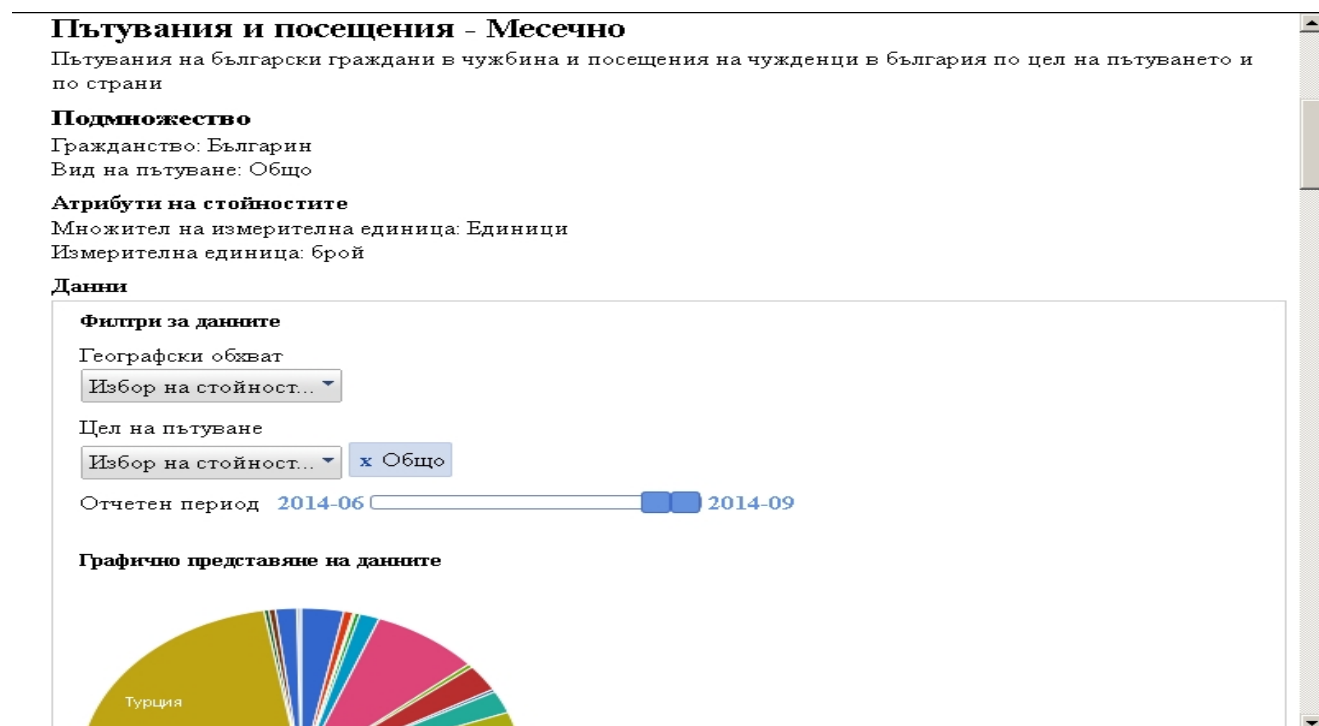 Пътувания и посещения - Месечно
Пътувания на български граждани в чужбина и посещения на чужденци в българия по цел на пътуването и
по страни
Подмножество
Гражданство: Българин
Вид на пътуване: Общо
Атрибути на стойностите
Множител на измерителна единица: Единици
Измерителна единица: брой
Данни
Филтри за данните
Географски обхват
Избор на стойност...
Цел на пътуване
Избор на стойност... x Общо
Отчетен период 2014-06 2014-09
Графично представяне на данните
Турция